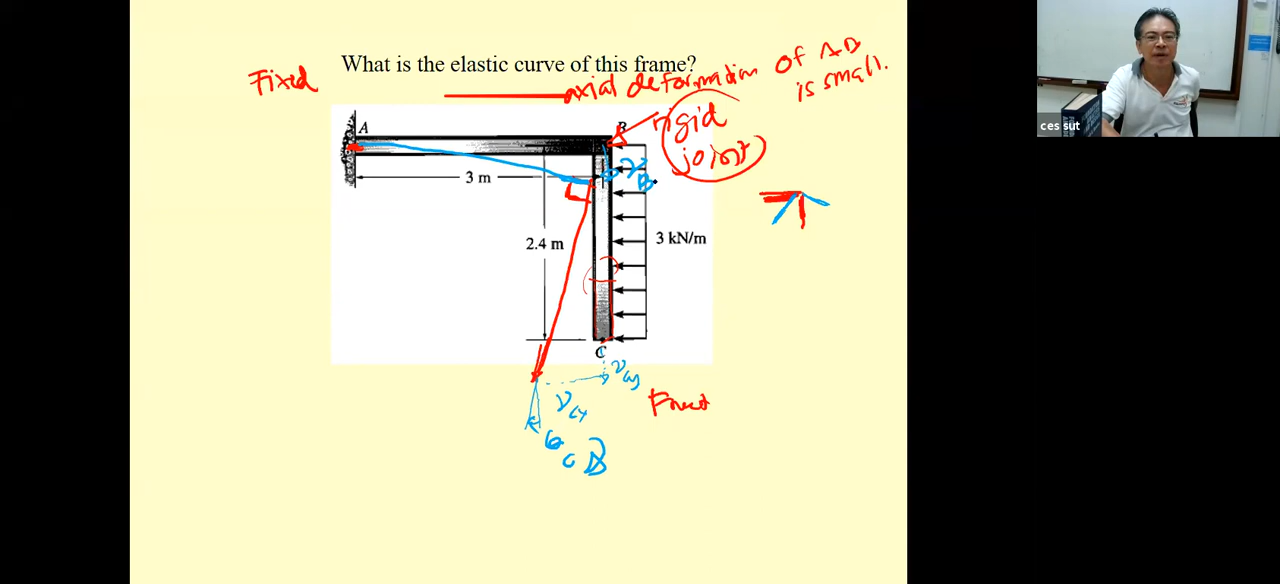 What is the elastic curve of this frame?
Fixed
axial deformation of AB
is small.
A
B
rigid
joint
3 m
2.4 m
3 kN/m
C
ces sut